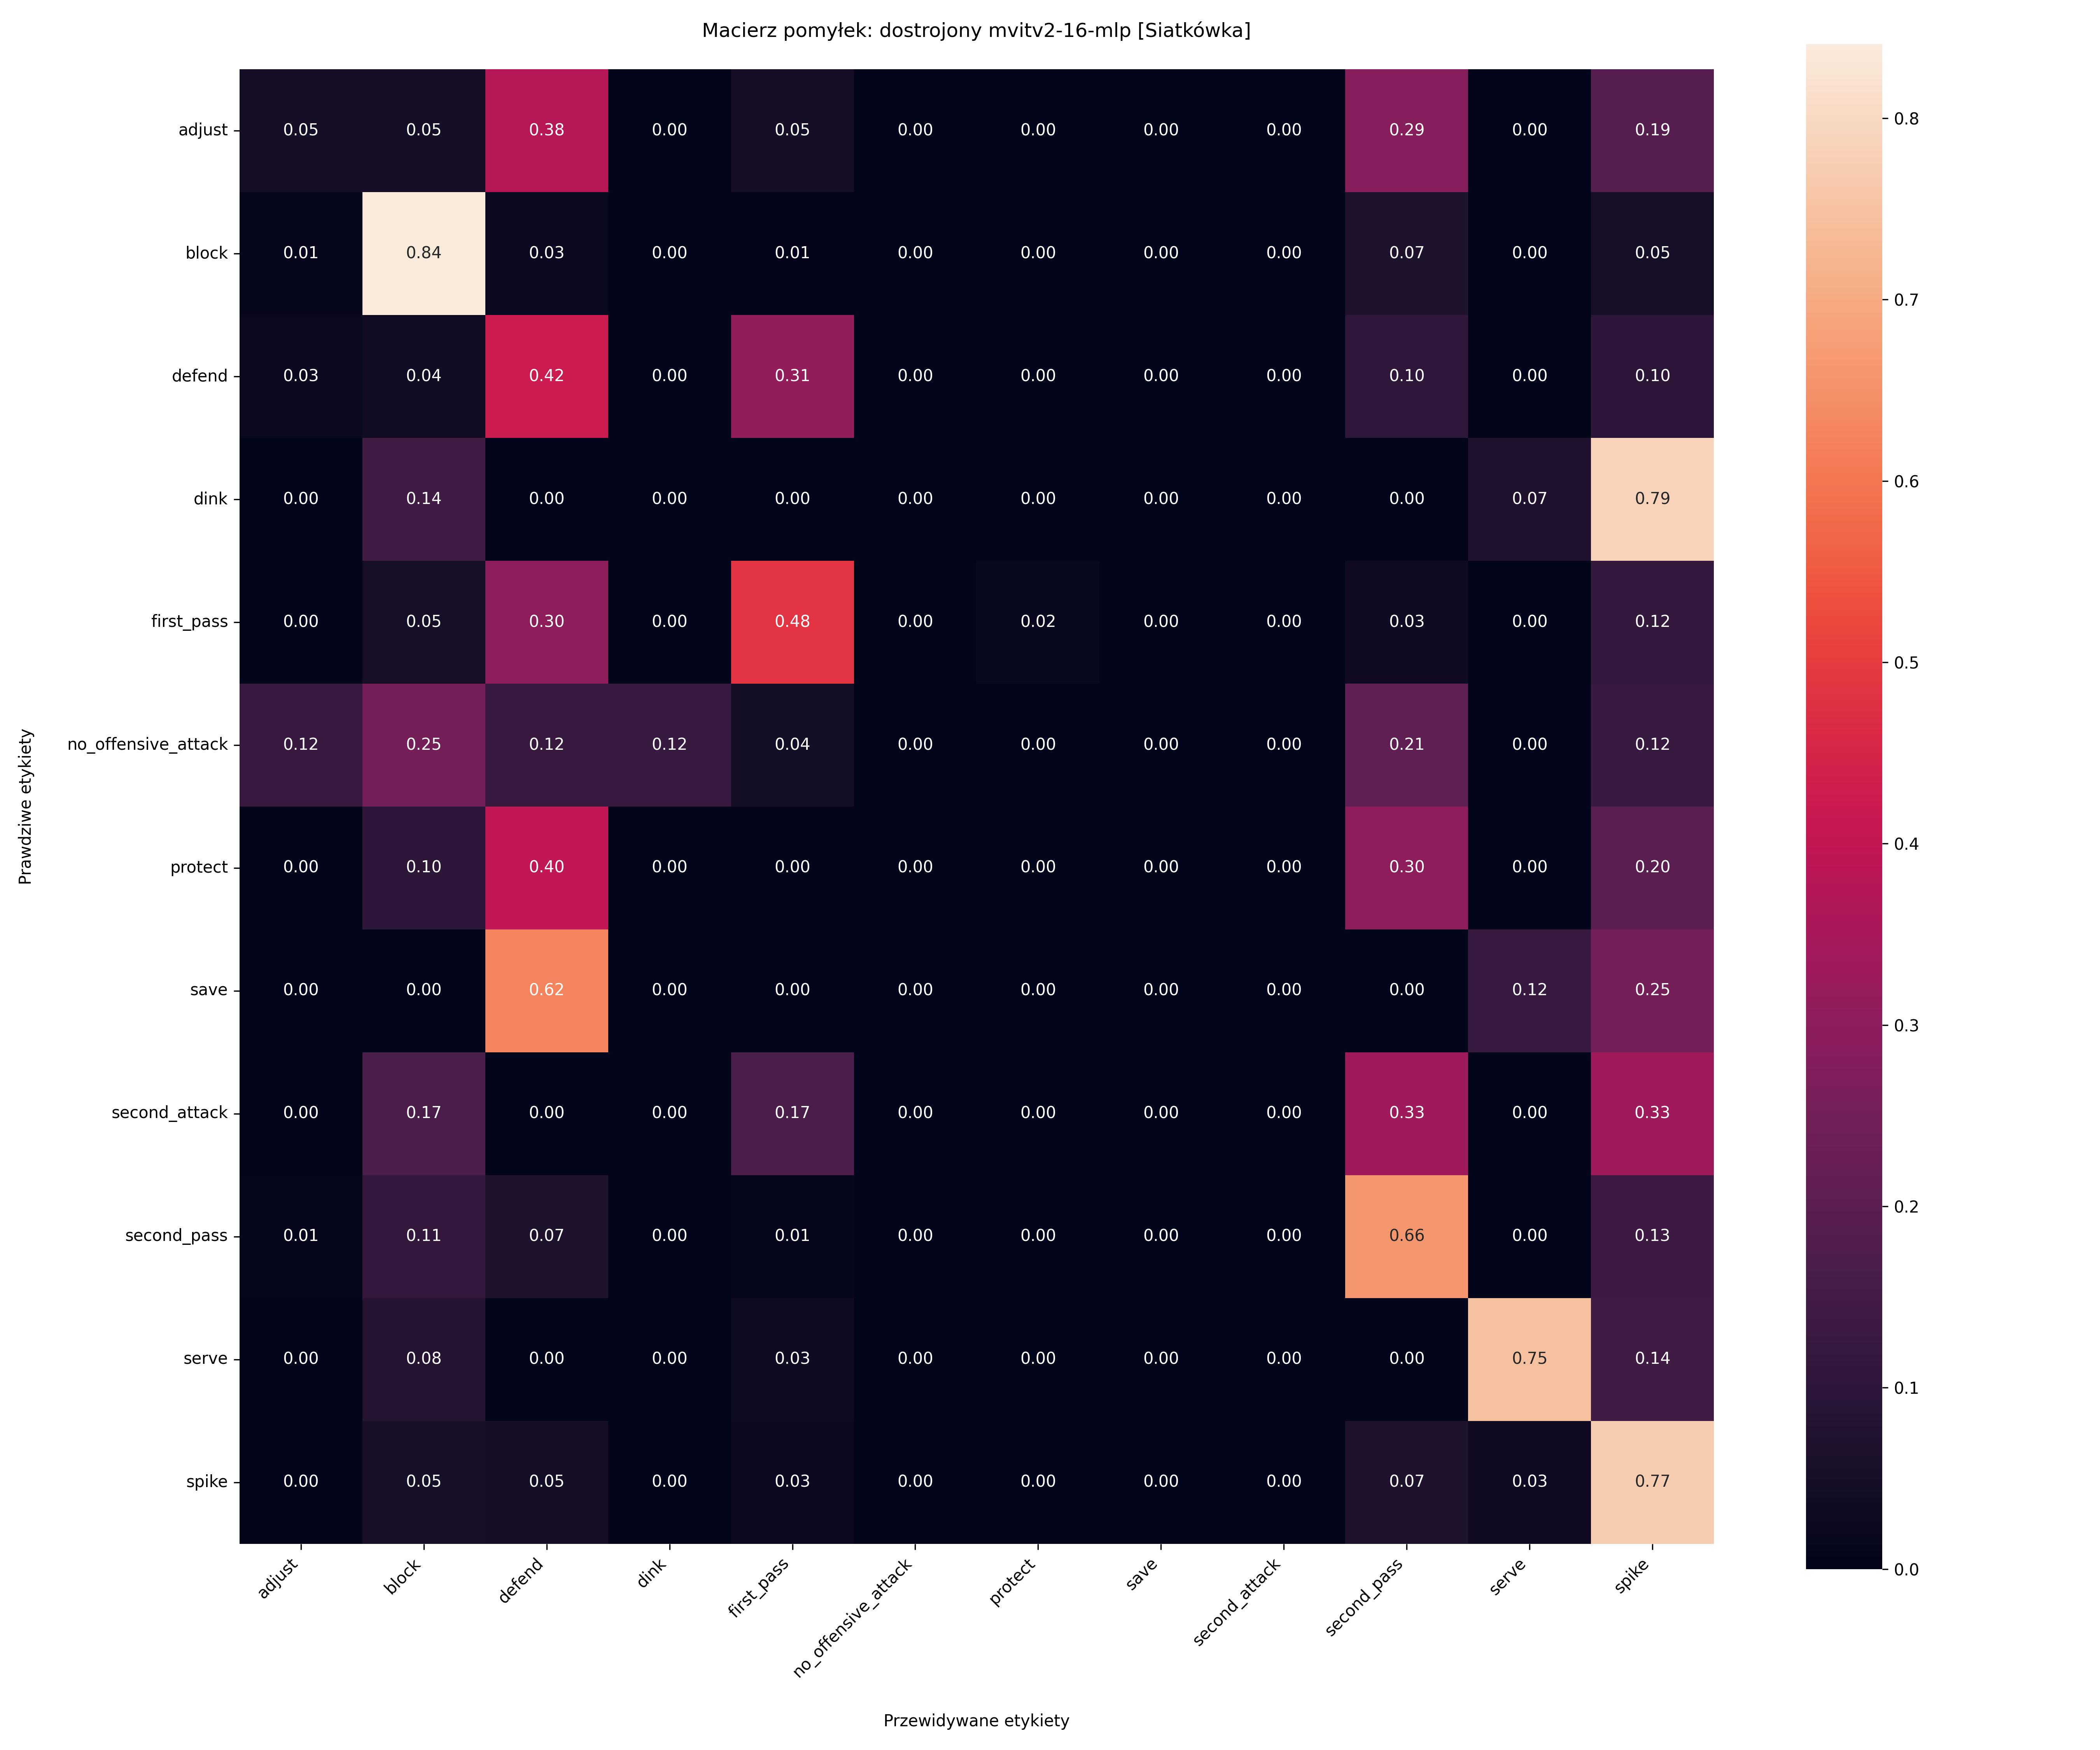 Macierz pomyłek: dostrojony mvitv2-16-mlp [Siatkówka]
adjust 0.05 0.05 0.38 0.00 0.05 0.00 0.00 0.00 0.00 0.29 0.00 0.19
block 0.01 0.84 0.03 0.00 0.01 0.00 0.00 0.00 0.00 0.07 0.00 0.05
defend 0.03 0.04 0.42 0.00 0.31 0.00 0.00 0.00 0.00 0.10 0.00 0.10
dink 0.00 0.14 0.00 0.00 0.00 0.00 0.00 0.00 0.00 0.00 0.07 0.79
first_pass 0.00 0.05 0.30 0.00 0.48 0.00 0.02 0.00 0.00 0.03 0.00 0.12
no_offensive_attack 0.12 0.25 0.12 0.12 0.04 0.00 0.00 0.00 0.00 0.21 0.00 0.12
protect 0.00 0.10 0.40 0.00 0.00 0.00 0.00 0.00 0.00 0.30 0.00 0.20
save 0.00 0.00 0.62 0.00 0.00 0.00 0.00 0.00 0.00 0.00 0.12 0.25
second_attack 0.00 0.17 0.00 0.00 0.17 0.00 0.00 0.00 0.00 0.33 0.00 0.33
second_pass 0.01 0.11 0.07 0.00 0.01 0.00 0.00 0.00 0.00 0.66 0.00 0.13
serve 0.00 0.08 0.00 0.00 0.03 0.00 0.00 0.00 0.00 0.00 0.75 0.14
spike 0.00 0.05 0.05 0.00 0.03 0.00 0.00 0.00 0.00 0.07 0.03 0.77
adjust block defend dink first_pass no_offensive_attack protect save second_attack second_pass serve spike
Przewidywane etykiety
Prawdziwe etykiety
0.8
0.7
0.6
0.5
0.4
0.3
0.2
0.1
0.0